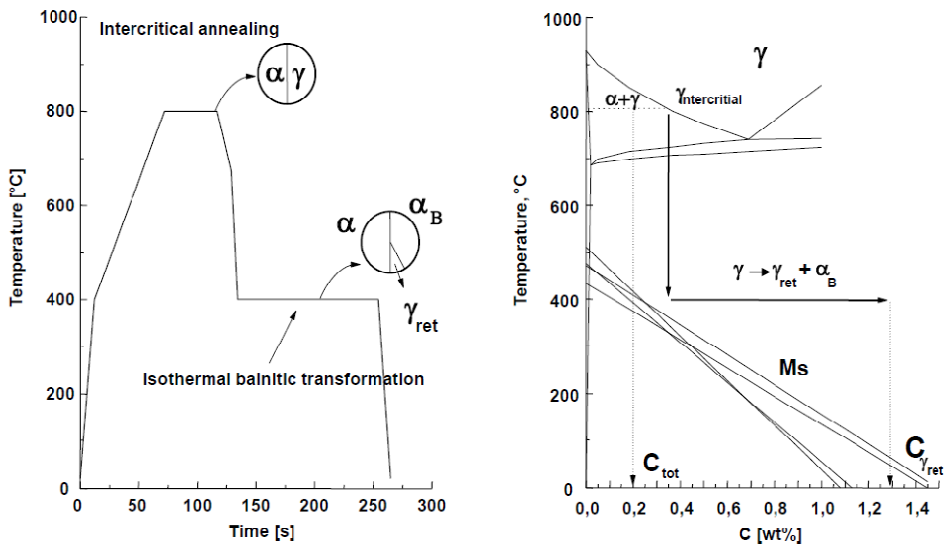 Intercritical annealing
α γ
α α_B
γ_ret
Isothermal bainitic transformation
Temperature [°C]
1000
800
600
400
200
0
0 50 100 150 200 250 300
Time [s]
γ
α+γ
γ_intercritial
γ → γ_ret + α_B
Ms
C_tot
C_γret
Temperature, °C
1000
800
600
400
200
0
0,0 0,2 0,4 0,6 0,8 1,0 1,2 1,4
C [wt%]